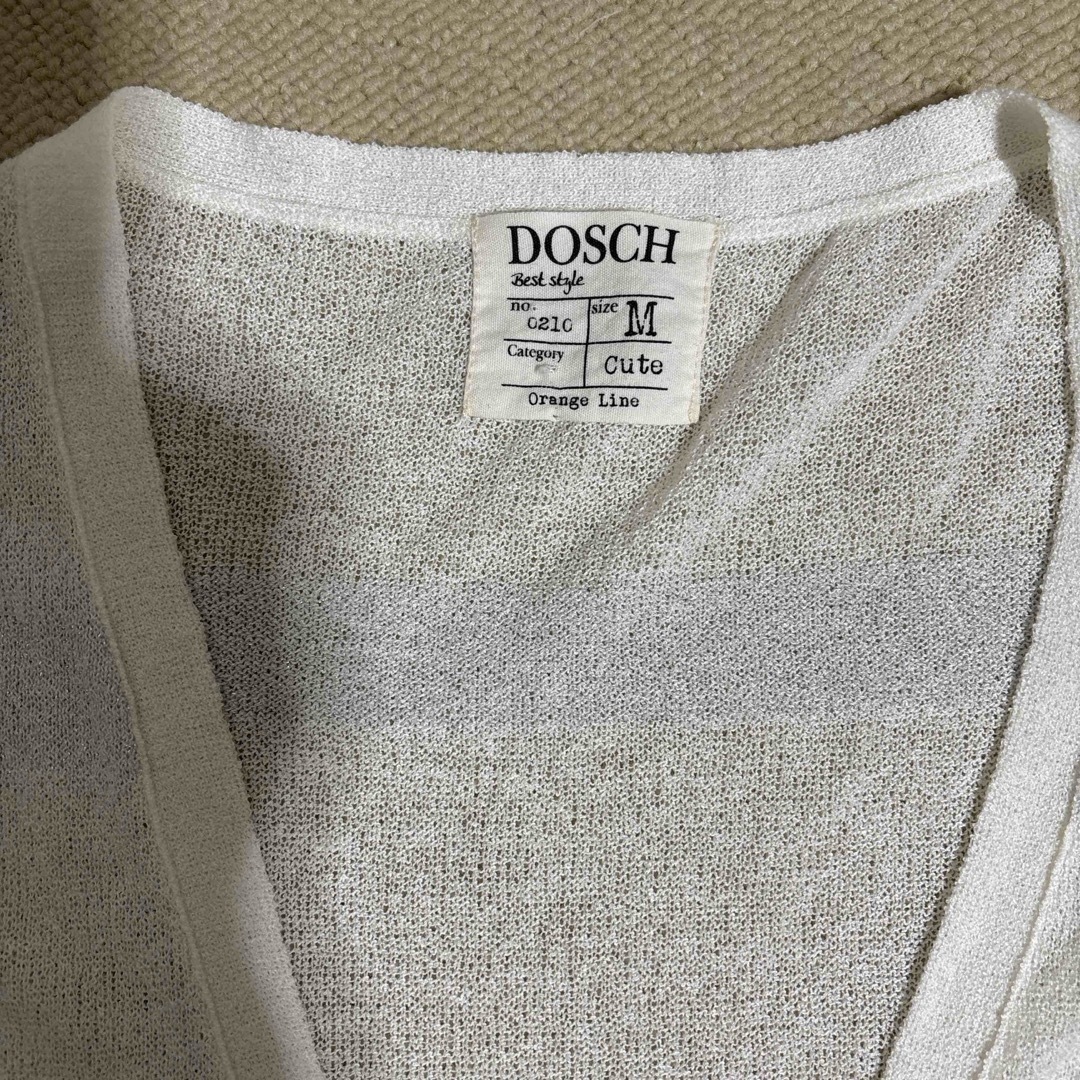 DOSCH
Best style
no. 0210 size M
Category Cute
Orange Line